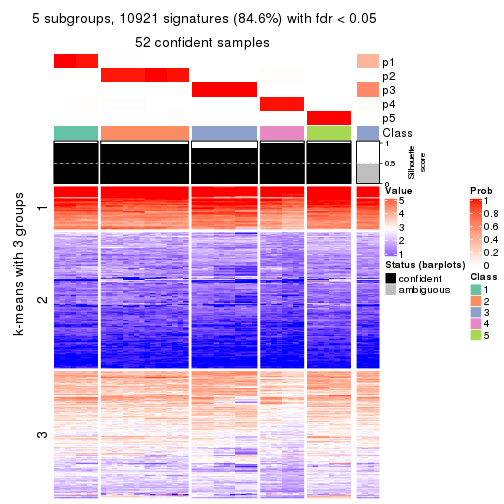 5 subgroups, 10921 signatures (84.6%) with fdr < 0.05
52 confident samples
p1
p2
p3
p4
p5
Class
1
0.5
0
Silhouette
score
k-means with 3 groups
1
2
3
Value
5
4
3
2
1
Status (barplots)
confident
ambiguous
Prob
1
0.8
0.6
0.4
0.2
0
Class
1
2
3
4
5